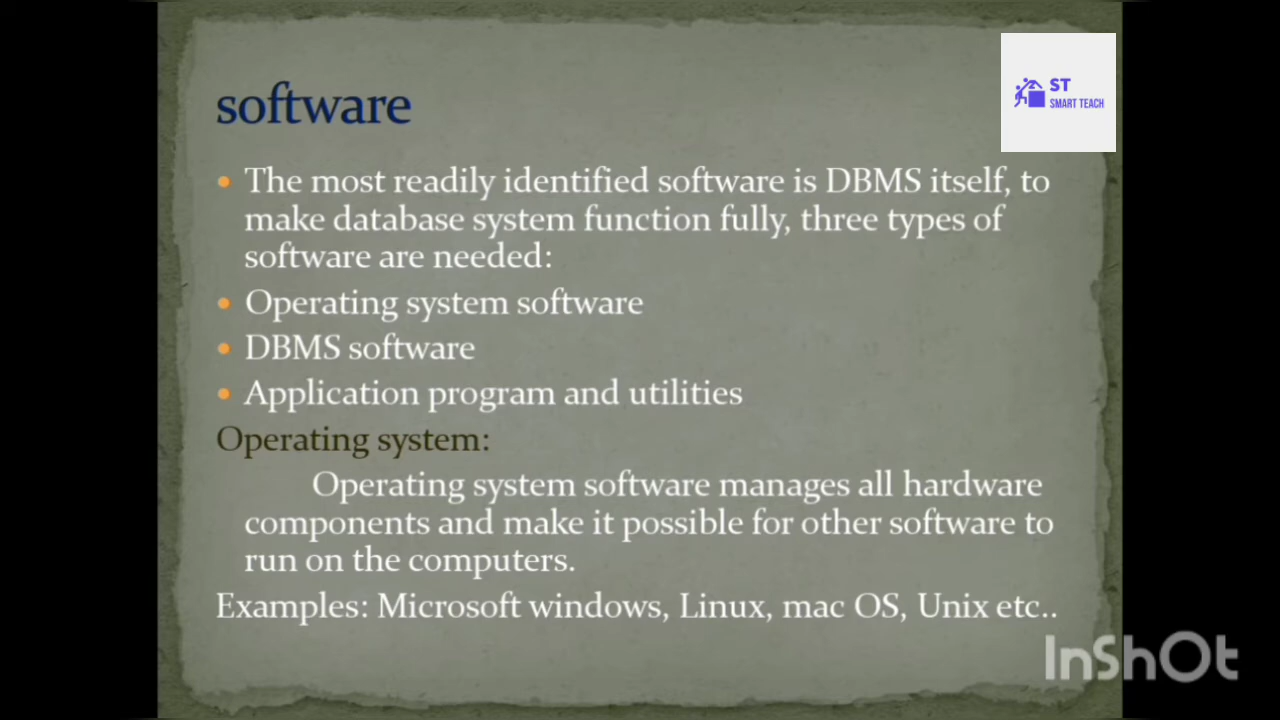 software
ST
SMART TEACH
• The most readily identified software is DBMS itself, to
make database system function fully, three types of
software are needed:
• Operating system software
• DBMS software
• Application program and utilities
Operating system:
Operating system software manages all hardware
components and make it possible for other software to
run on the computers.
Examples: Microsoft windows, Linux, mac OS, Unix etc..
InShOt